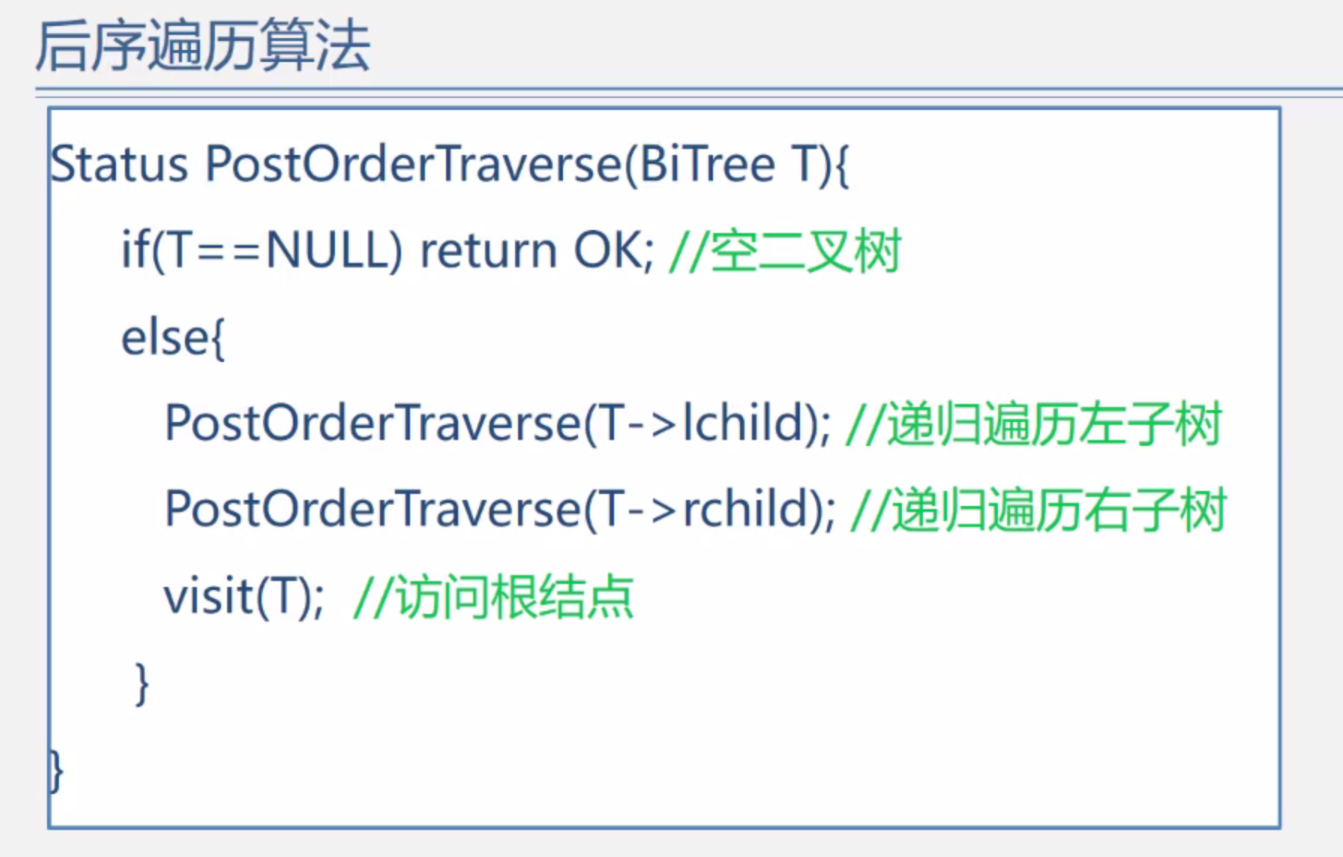 后序遍历算法
Status PostOrderTraverse(BiTree T){
if(T==NULL) return OK; //空二叉树
else{
PostOrderTraverse(T->lchild); //递归遍历左子树
PostOrderTraverse(T->rchild); //递归遍历右子树
visit(T); //访问根结点
}
}